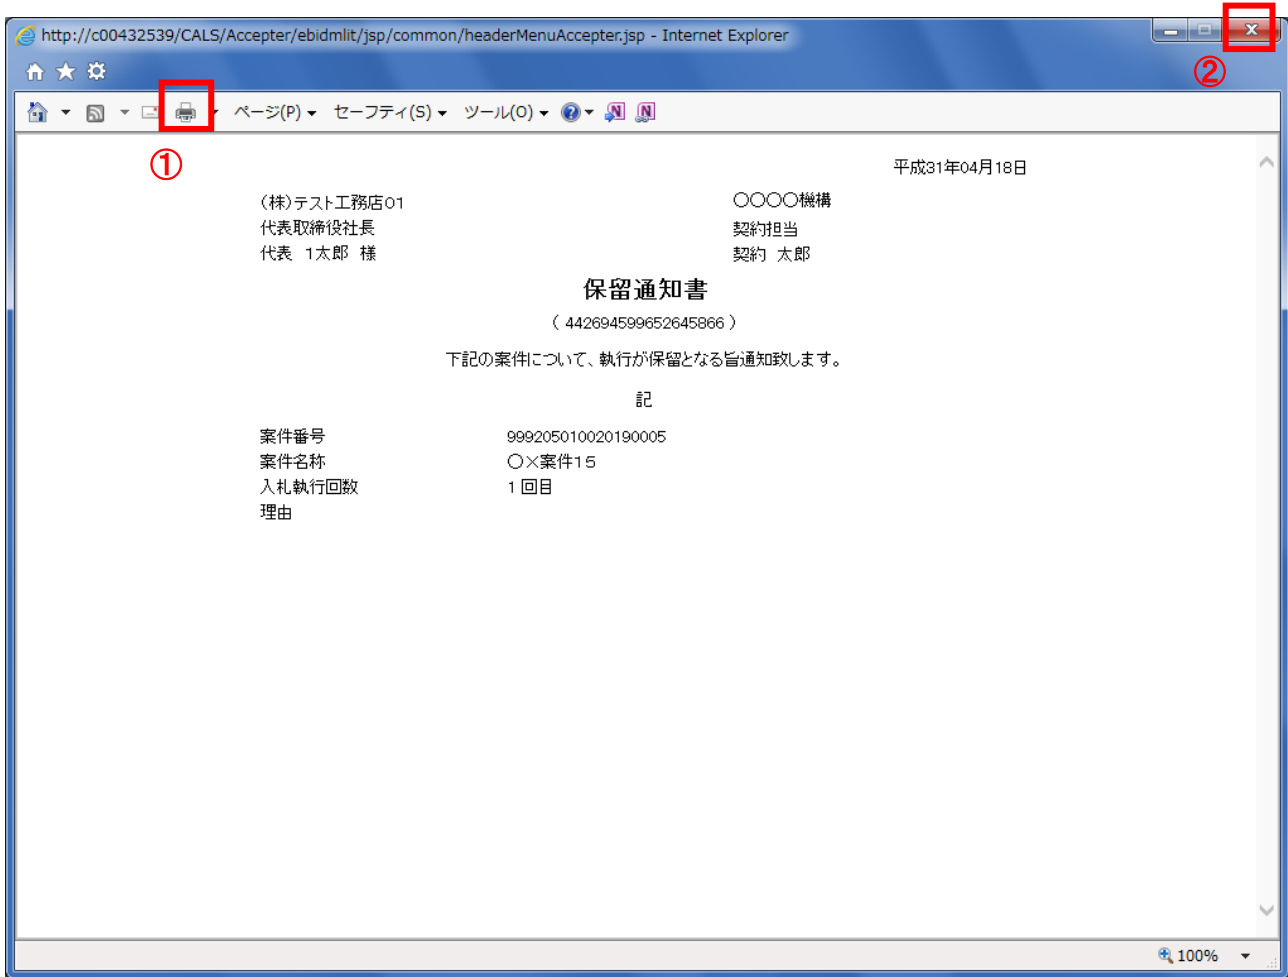 http://c00432539/CALS/Accepter/ebidmlit/jsp/common/headerMenuAccepter.jsp - Internet Explorer
②
ページ(P) セーフティ(S) ツール(O)
①
平成31年04月18日
(株)テスト工務店01 〇〇〇〇機構
代表取締役社長 契約担当
代表 1太郎 様 契約 太郎
保留通知書
( 442694599652645866 )
下記の案件について、執行が保留となる旨通知致します。
記
案件番号 999205010020190005
案件名称 〇×案件15
入札執行回数 1回目
理由
100%